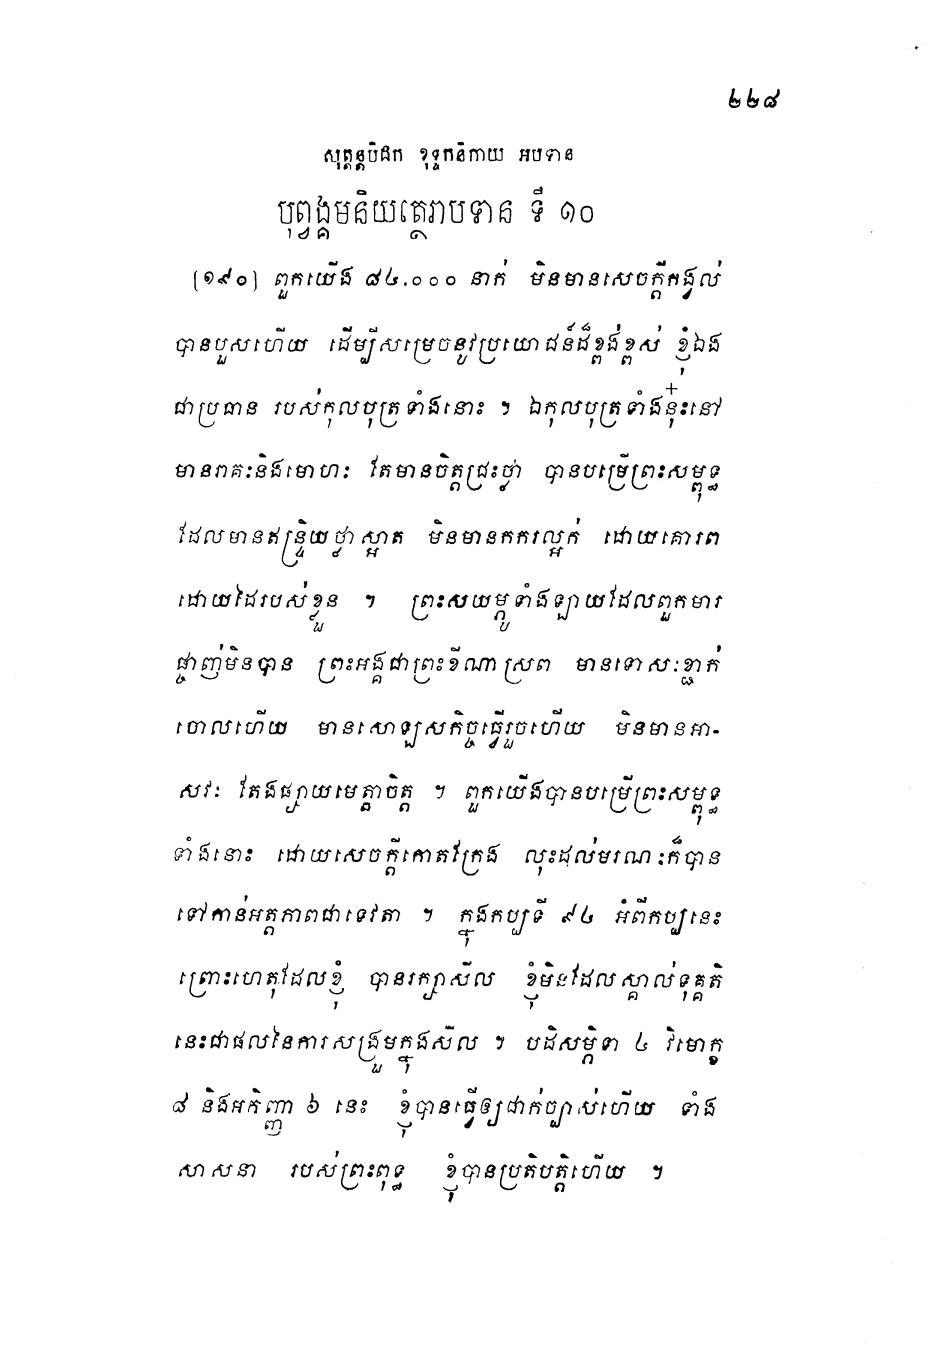 ២២៨
សុត្តន្តបិដក ខុទ្ទកនិកាយ អបទាន
បុព្វង្គមនិយត្ថេរាបទាន ទី ១០
(១៩០) ពួកយើង ៨៤.០០០ នាក់ មិនមានសេចក្តីកង្វល់
បានបួសហើយ ដើម្បីសម្រេចនូវប្រយោជន៍ដ៏ខ្ពង់ខ្ពស់ ខ្ញុំឯង
ជាប្រធាន របស់កុលបុត្រទាំងនោះ ។ ឯកុលបុត្រទាំងនុ៎ះនៅ
មានរាគៈនិងមោហៈ តែមានចិត្តជ្រះថ្លា បានបម្រើព្រះសម្ពុទ្ធ
ដែលមានឥន្ទ្រិយថ្លាស្អាត មិនមានកករល្អក់ ដោយគោរព
ដោយដៃរបស់ខ្លួន ។ ព្រះសយម្ភូទាំងឡាយដែលពួកមារ
ផ្ចាញ់មិនបាន ព្រះអង្គជាព្រះខីណាស្រព មានទោសៈខ្ជាក់
ចោលហើយ មានសោឡសកិច្ចធ្វើរួចហើយ មិនមានអា-
សវៈ តែងផ្សាយមេត្តាចិត្ត ។ ពួកយើងបានបម្រើព្រះសម្ពុទ្ធ
ទាំងនោះ ដោយសេចក្តីកោតក្រែង លុះដល់មរណៈក៏បាន
ទៅកាន់អត្តភាពជាទេវតា ។ ក្នុងកប្បទី ៩៤ អំពីកប្បនេះ
ព្រោះហេតុដែលខ្ញុំ បានរក្សាសីល ខ្ញុំមិនដែលស្គាល់ទុគ្គតិ
នេះជាផលនៃការសង្រួមក្នុងសីល ។ បដិសម្ភិទា ៤ វិមោក្ខ
៨ និងអភិញ្ញា ៦ នេះ ខ្ញុំបានធ្វើឲ្យជាក់ច្បាស់ហើយ ទាំង
សាសនា របស់ព្រះពុទ្ធ ខ្ញុំបានប្រតិបត្តិហើយ ។